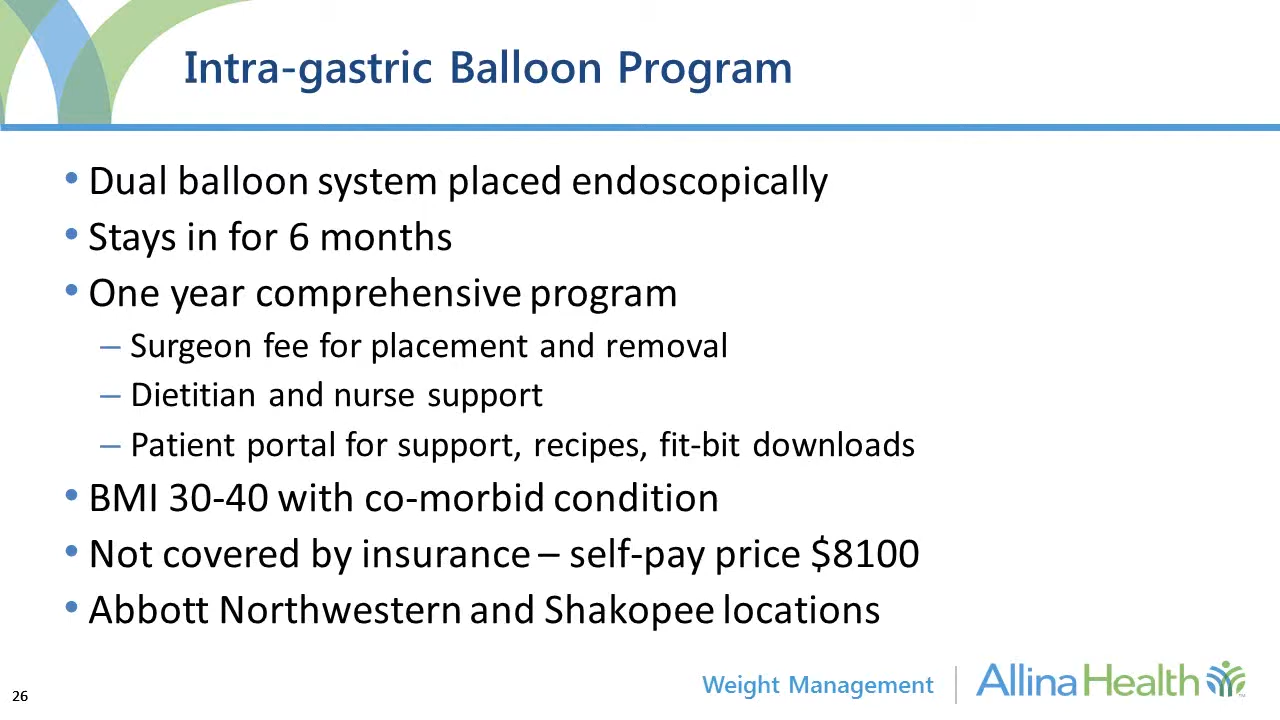 Intra-gastric Balloon Program
• Dual balloon system placed endoscopically
• Stays in for 6 months
• One year comprehensive program
– Surgeon fee for placement and removal
– Dietitian and nurse support
– Patient portal for support, recipes, fit-bit downloads
• BMI 30-40 with co-morbid condition
• Not covered by insurance – self-pay price $8100
• Abbott Northwestern and Shakopee locations
26
Weight Management
Allina Health ™